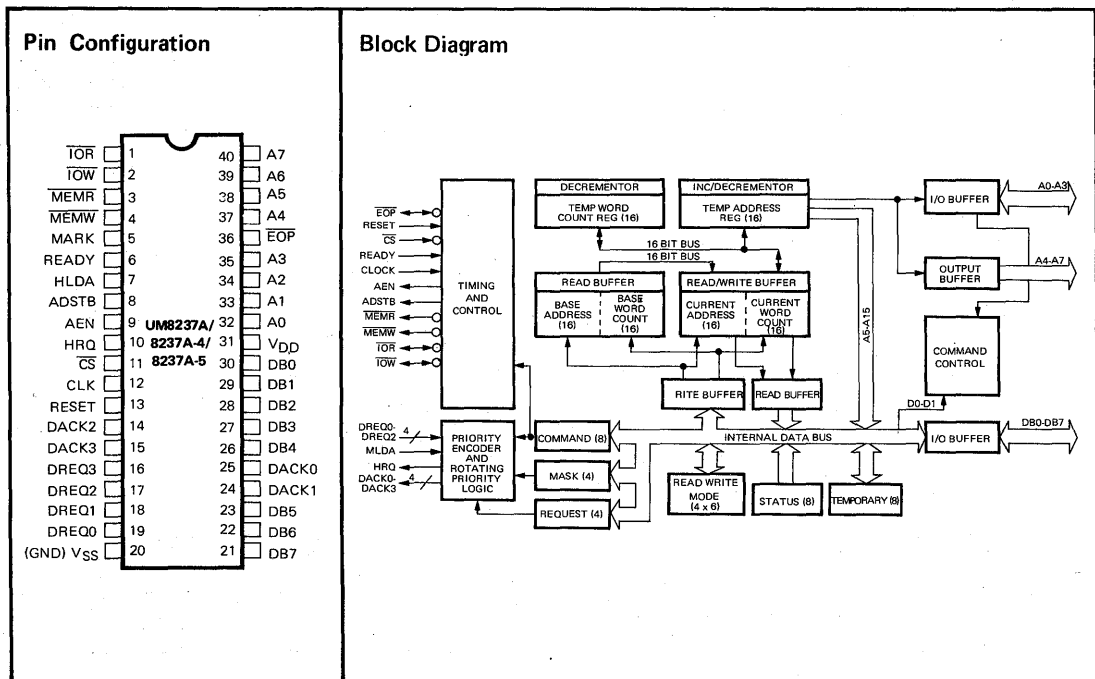 Pin Configuration
IOR 1
IOW 2
MEMR 3
MEMW 4
MARK 5
READY 6
HLDA 7
ADSTB 8
AEN 9
HRQ 10
CS 11
CLK 12
RESET 13
DACK2 14
DACK3 15
DREQ3 16
DREQ2 17
DREQ1 18
DREQ0 19
(GND) VSS 20
UM8237A/
8237A-4/
8237A-5
40 A7
39 A6
38 A5
37 A4
36 EOP
35 A3
34 A2
33 A1
32 A0
31 VDD
30 DB0
29 DB1
28 DB2
27 DB3
26 DB4
25 DACK0
24 DACK1
23 DB5
22 DB6
21 DB7
Block Diagram
EOP
RESET
CS
READY
CLOCK
AEN
ADSTB
MEMR
MEMW
IOR
IOW
TIMING
AND
CONTROL
DECREMENTOR
TEMP WORD
COUNT REG (16)
INC/DECREMENTOR
TEMP ADDRESS
REG (16)
16 BIT BUS
16 BIT BUS
READ BUFFER
BASE
ADDRESS
(16)
BASE
WORD
COUNT
(16)
READ/WRITE BUFFER
CURRENT
ADDRESS
(16)
CURRENT
WORD
COUNT
(16)
A5-A15
I/O BUFFER
A0-A3
OUTPUT
BUFFER
A4-A7
COMMAND
CONTROL
D0-D1
RITE BUFFER
READ BUFFER
INTERNAL DATA BUS
I/O BUFFER
DB0-DB7
DREQ0-
DREQ2
4
MLDA
HRQ
DACK0-
DACK3
4
PRIORITY
ENCODER
AND
ROTATING
PRIORITY
LOGIC
COMMAND (8)
MASK (4)
REQUEST (4)
READ WRITE
MODE
(4 x 6)
STATUS (8)
TEMPORARY (8)